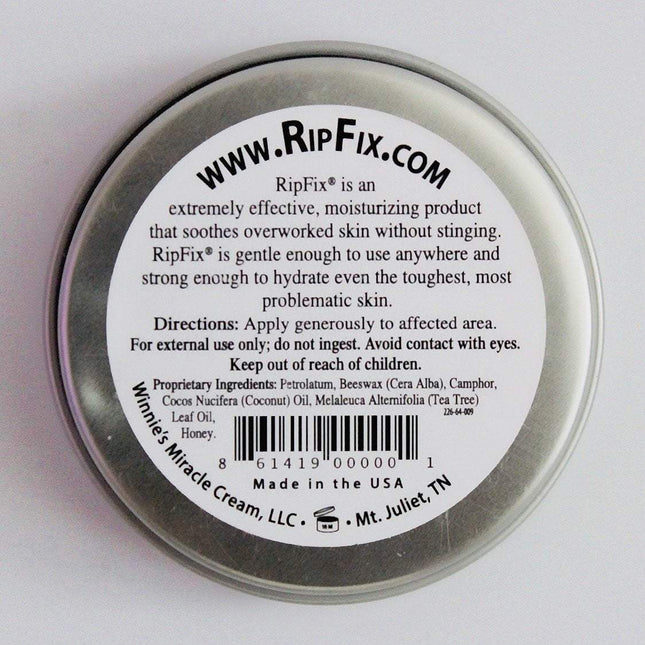 www.RipFix.com
RipFix® is an
extremely effective, moisturizing product
that soothes overworked skin without stinging.
RipFix® is gentle enough to use anywhere and
strong enough to hydrate even the toughest, most
problematic skin.
Directions: Apply generously to affected area.
For external use only; do not ingest. Avoid contact with eyes.
Keep out of reach of children.
Proprietary Ingredients: Petrolatum, Beeswax (Cera Alba), Camphor,
Cocos Nucifera (Coconut) Oil, Melaleuca Alternifolia (Tea Tree)
Leaf Oil,
226-64-009
Honey.
8 61419 00000 1
Made in the USA
Winnie's Miracle Cream, LLC • 18 M • Mt. Juliet, TN